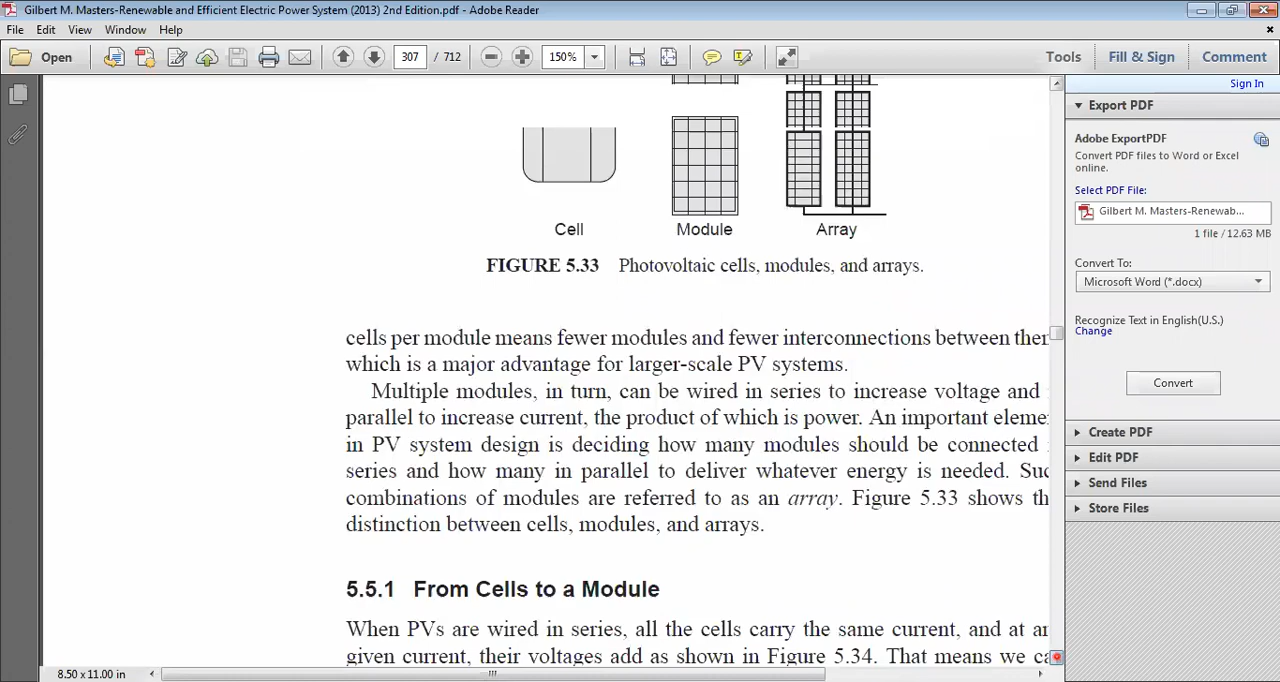 Gilbert M. Masters-Renewable and Efficient Electric Power System (2013) 2nd Edition.pdf - Adobe Reader
File Edit View Window Help
Open 307 / 712 150% Tools Fill & Sign Comment
Sign In
Export PDF
Adobe ExportPDF
Convert PDF files to Word or Excel
online.
Select PDF File:
Gilbert M. Masters-Renewab...
1 file / 12.63 MB
Convert To:
Microsoft Word (*.docx)
Recognize Text in English(U.S.)
Change
Convert
Create PDF
Edit PDF
Send Files
Store Files
Cell Module Array
FIGURE 5.33 Photovoltaic cells, modules, and arrays.
cells per module means fewer modules and fewer interconnections between
which is a major advantage for larger-scale PV systems.
Multiple modules, in turn, can be wired in series to increase voltage and
parallel to increase current, the product of which is power. An important
in PV system design is deciding how many modules should be connected
series and how many in parallel to deliver whatever energy is needed.
combinations of modules are referred to as an array. Figure 5.33 shows
distinction between cells, modules, and arrays.
5.5.1 From Cells to a Module
When PVs are wired in series, all the cells carry the same current, and at
given current, their voltages add as shown in Figure 5.34. That means we
8.50 x 11.00 in